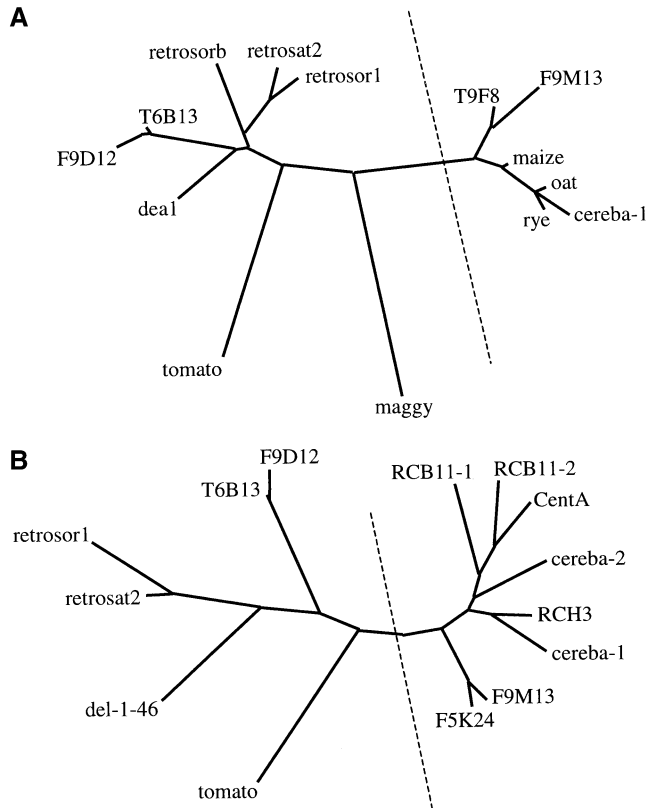 A
retrosorb
retrosat2
retrosor1
T6B13
F9D12
dea1
tomato
maggy
T9F8
F9M13
maize
oat
rye
cereba-1
B
F9D12
T6B13
retrosor1
retrosat2
del-1-46
tomato
RCB11-1
RCB11-2
CentA
cereba-2
RCH3
cereba-1
F9M13
F5K24